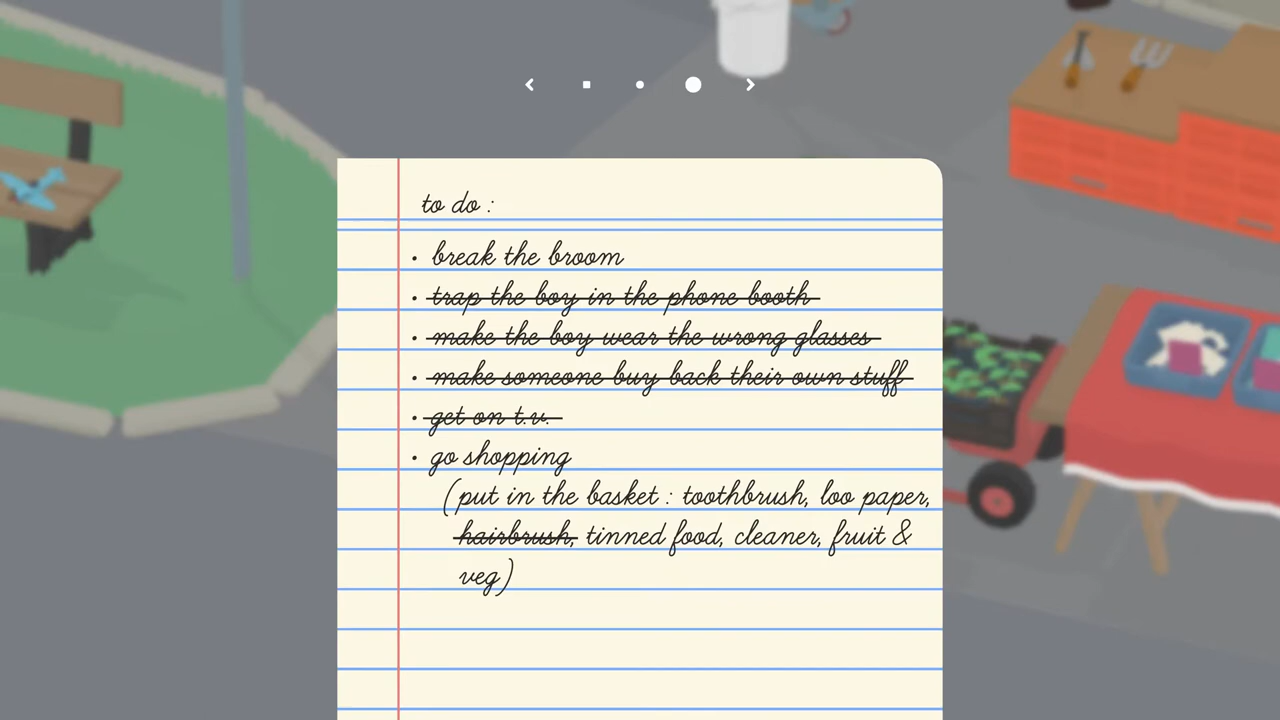 to do :
• break the broom
• trap the boy in the phone booth
• make the boy wear the wrong glasses
• make someone buy back their own stuff
• get on t.v.
• go shopping
(put in the basket : toothbrush, loo paper,
hairbrush, tinned food, cleaner, fruit &
veg)